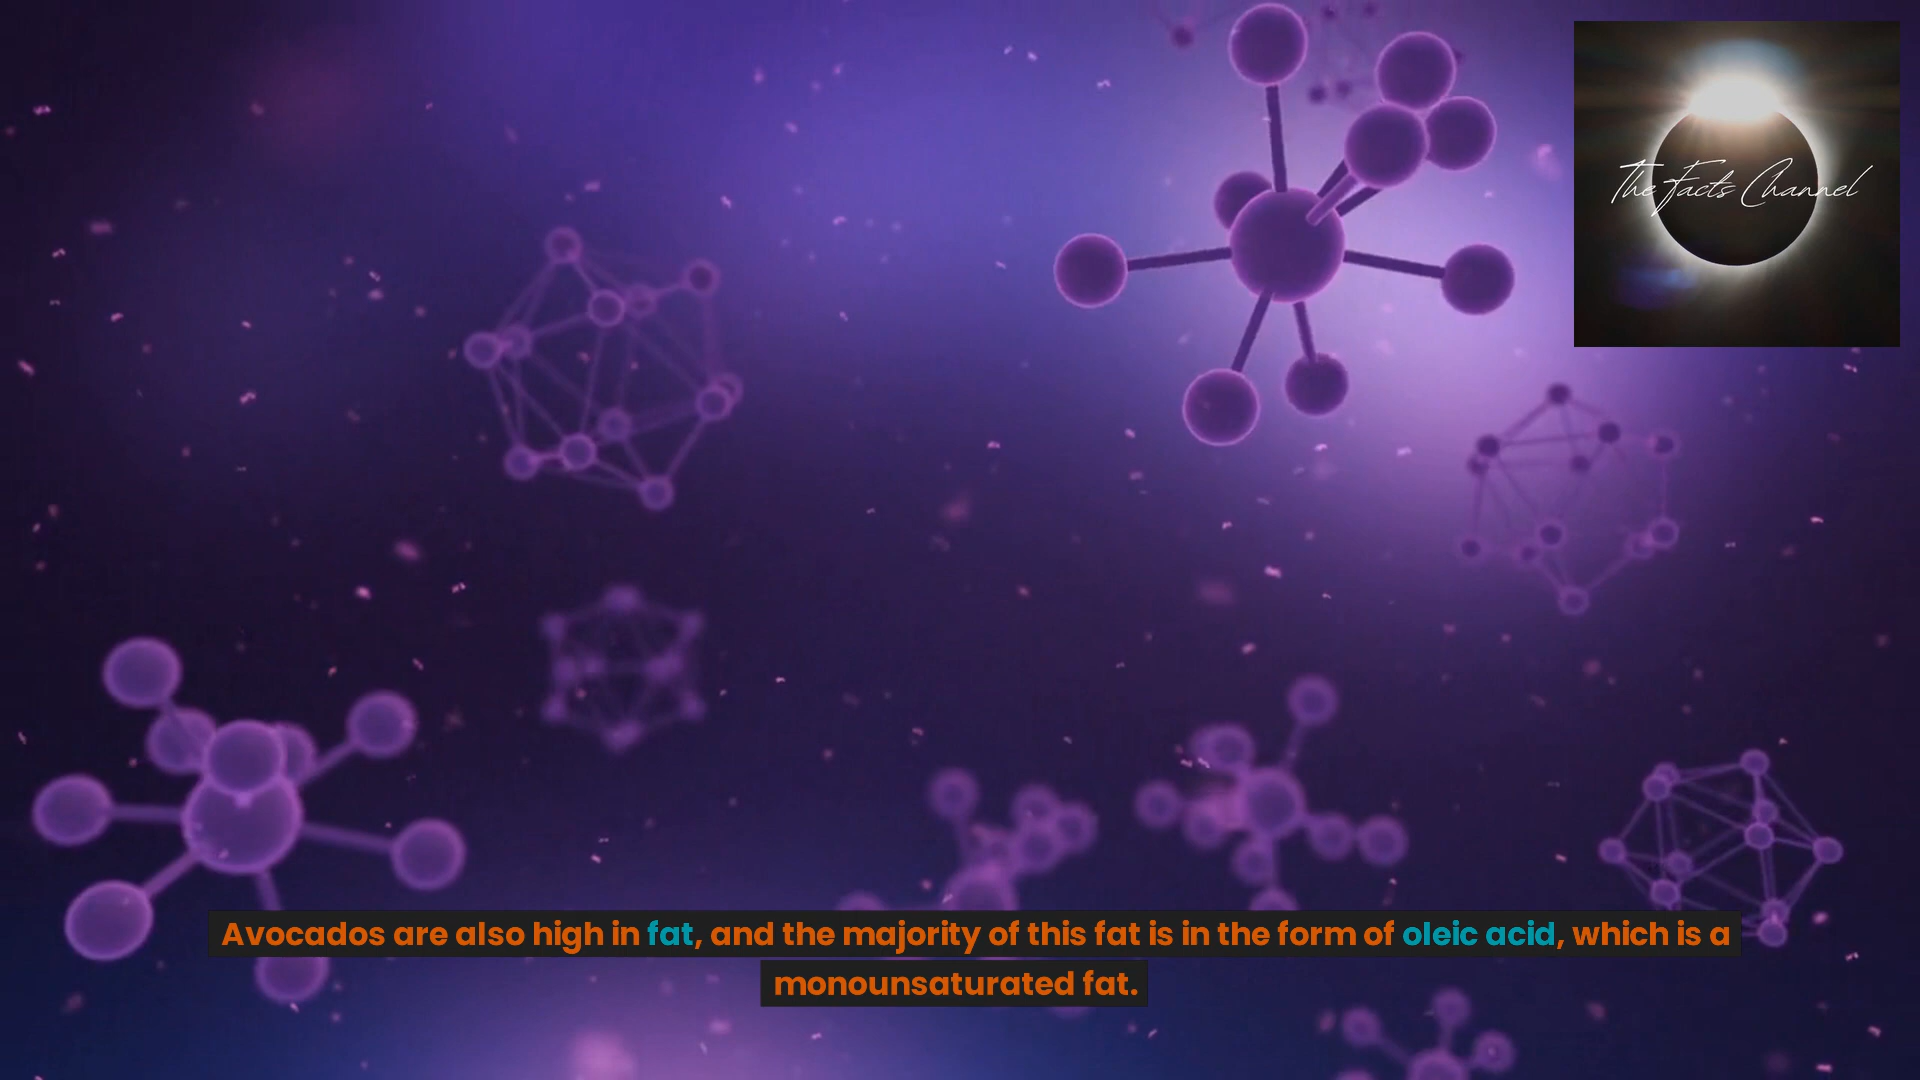 The Facts Channel
Avocados are also high in fat, and the majority of this fat is in the form of oleic acid, which is a
monounsaturated fat.